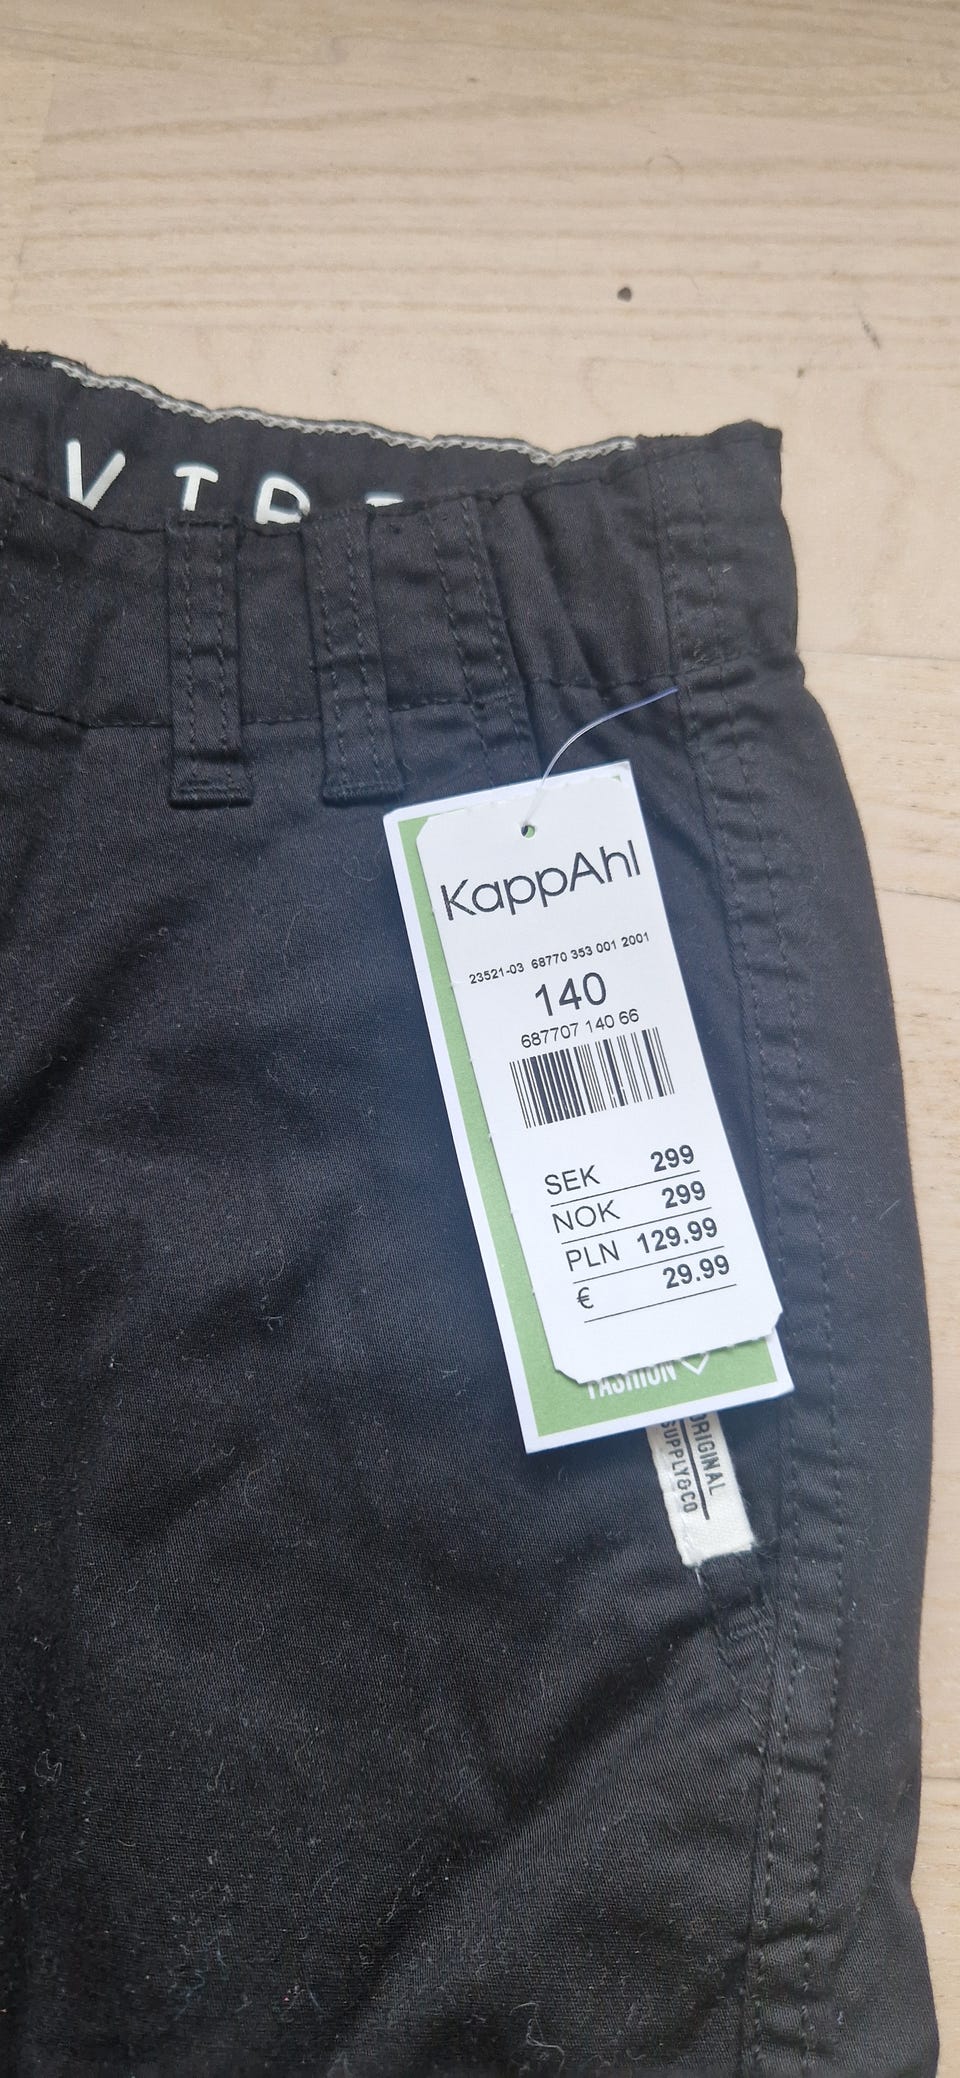 KappAhl
23521-03 68770 353 001 2001
140
687707 140 66
SEK 299
NOK 299
PLN 129.99
€ 29.99
FASHION
ORIGINAL
SUPPLY&CO